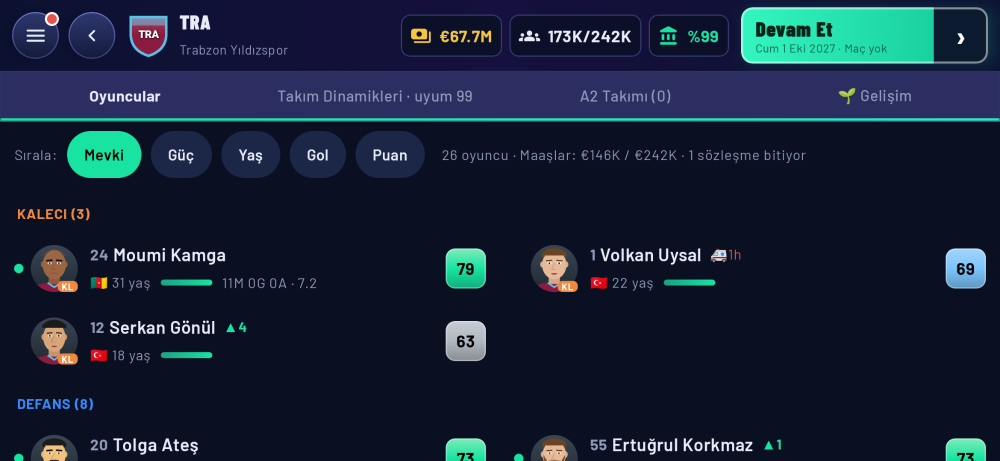 TRA
TRA
Trabzon Yıldızspor
€67.7M
173K/242K
%99
Devam Et
Cum 1 Eki 2027 · Maç yok
Oyuncular
Takım Dinamikleri · uyum 99
A2 Takımı (0)
Gelişim
Sırala:
Mevki
Güç
Yaş
Gol
Puan
26 oyuncu · Maaşlar: €146K / €242K · 1 sözleşme bitiyor
KALECI (3)
24 Moumi Kamga
KL
31 yaş
11M 0G 0A · 7.2
79
1 Volkan Uysal 1h
KL
22 yaş
69
12 Serkan Gönül ▲4
KL
18 yaş
63
DEFANS (8)
20 Tolga Ateş
73
55 Ertuğrul Korkmaz ▲1
73